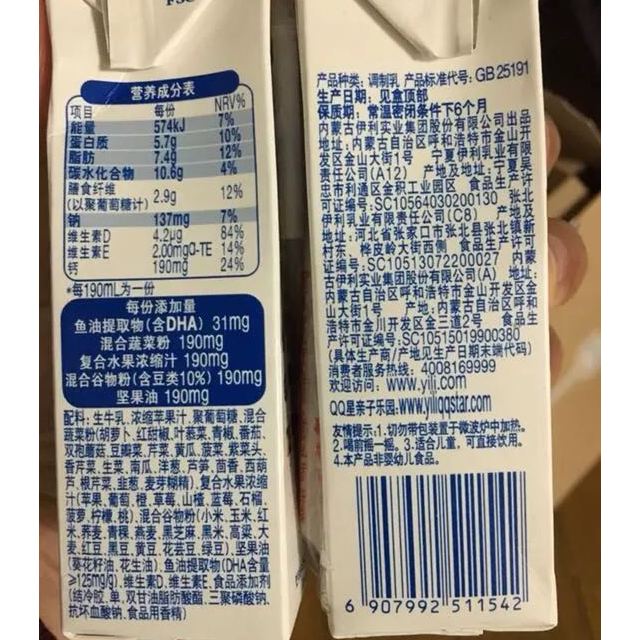 营养成分表
项目 每份 NRV%
能量 574kJ 7%
蛋白质 5.7g 10%
脂肪 7.4g 12%
碳水化合物 10.6g 4%
膳食纤维
(以聚葡萄糖计) 2.9g 12%
钠 137mg 7%
维生素D 4.2μg 84%
维生素E 2.00mgα-TE 14%
钙 190mg 24%
*每190mL为一份
每份添加量
鱼油提取物(含DHA) 31mg
混合蔬菜粉 190mg
复合水果浓缩汁 190mg
混合谷物粉(含豆类10%) 190mg
坚果油 190mg
配料:生牛乳、浓缩苹果汁、聚葡萄糖、混合
蔬菜粉(胡萝卜、红甜椒、叶恭菜、青椒、番茄、
双孢蘑菇、豆瓣菜、芹菜、黄瓜、菠菜、紫菜头、
香芹菜、生菜、南瓜、洋葱、芦笋、茴香、西葫
芦、根芹菜、韭葱、麦芽糊精)、复合水果浓缩
汁(苹果、葡萄、橙、草莓、山楂、蓝莓、石榴、
菠萝、柠檬、桃)、混合谷物粉(小米、玉米、红
米、荞麦、青稞、燕麦、黑芝麻、黑米、高粱、大
麦、红豆、黑豆、黄豆、花芸豆、绿豆)、坚果油
(葵花籽油、花生油)、鱼油提取物(DHA含量
≥125mg/g)、维生素D、维生素E、食品添加剂
(结冷胶、单,双甘油脂肪酸酯、三聚磷酸钠、
抗坏血酸钠、食用香精)
产品种类:调制乳 产品标准代号:GB 25191
生产日期:见盒顶部
保质期:常温密闭条件下6个月
内蒙古伊利实业集团股份有限公司出品
地址:内蒙古自治区呼和浩特市金山开
发区金山大街1号 宁夏伊利乳业有限
责任公司(A12) 产地及地址:宁夏吴
忠市利通区金积工业园区 食品生产许
可证编号:SC10564030200130 张北
伊利乳业有限责任公司(C8) 产地及
地址:河北省张家口市张北县张北镇新
村东、桦皮岭大街西侧 食品生产许可
证编号:SC10513072200027 内蒙
古伊利实业集团股份有限公司(A) 地址:
内蒙古自治区呼和浩特市金山开发区金
山大街1号 产地:内蒙古自治区呼和
浩特市金川开发区金三道2号 食品生
产许可证编号:SC10515019900380
(具体生产商/产地见生产日期末端代码)
消费者服务热线:4008169999
欢迎访问:www.yili.com
QQ星亲子乐园:www.yiliqqstar.com
友情提示:1.切勿带包装置于微波炉中加热。
2.喝前摇一摇。3.适合儿童,可直接饮用。
4.本产品非婴幼儿食品。
6 907992 511542